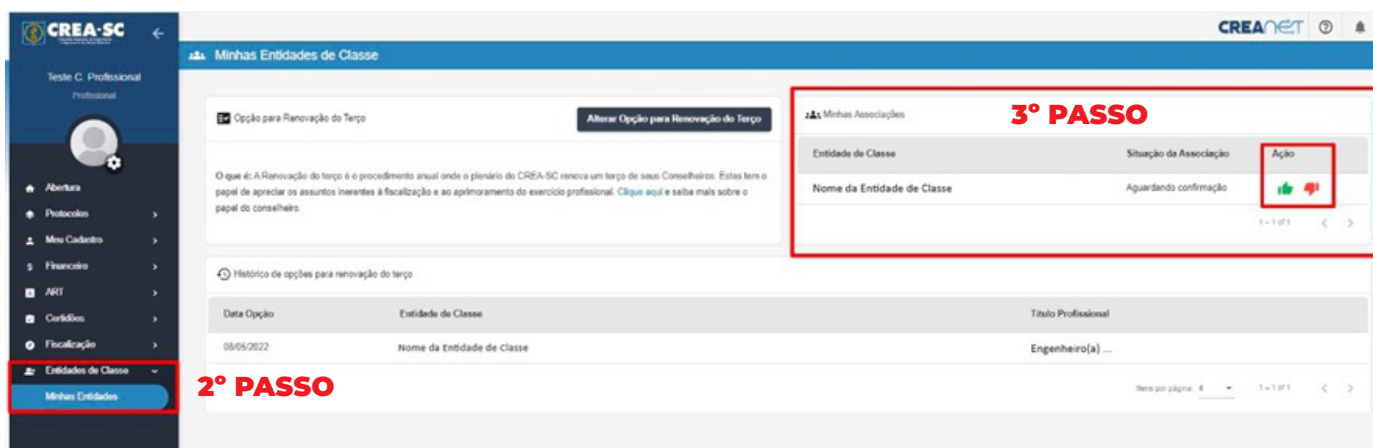 CREA-SC
CREANET
Minhas Entidades de Classe
Teste C. Profissional
Profissional
Abertura
Protocolos
Meu Cadastro
Financeiro
ART
Certidões
Fiscalização
Entidades de Classe
Minhas Entidades
2º PASSO
Opção para Renovação do Terço
Alterar Opção para Renovação do Terço
O que é: A Renovação do terço é o procedimento anual onde o plenário do CREA-SC renova um terço de seus Conselheiros. Estes tem o
papel de apreciar os assuntos inerentes à fiscalização e ao aprimoramento do exercício profissional. Clique aqui e saiba mais sobre o
papel do conselheiro.
Minhas Associações
3º PASSO
Entidade de Classe Situação da Associação Ação
Nome da Entidade de Classe Aguardando confirmação
1 – 1 of 1
Histórico de opções para renovação do terço
Data Opção Entidade de Classe Título Profissional
08/05/2022 Nome da Entidade de Classe Engenheiro(a) ...
Itens por página: 4 1 – 1 of 1